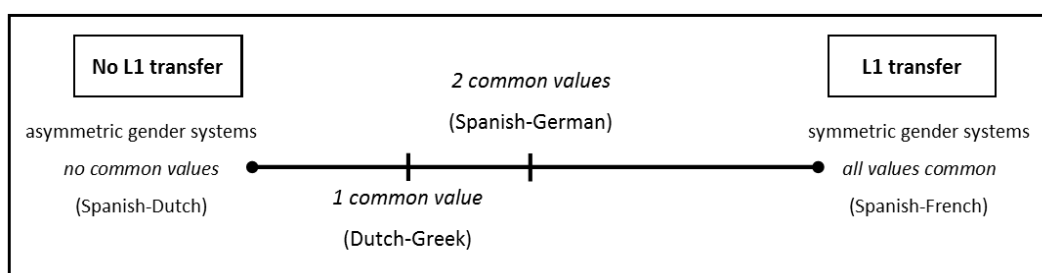 No L1 transfer
L1 transfer
2 common values
(Spanish-German)
asymmetric gender systems
no common values
(Spanish-Dutch)
symmetric gender systems
all values common
(Spanish-French)
1 common value
(Dutch-Greek)